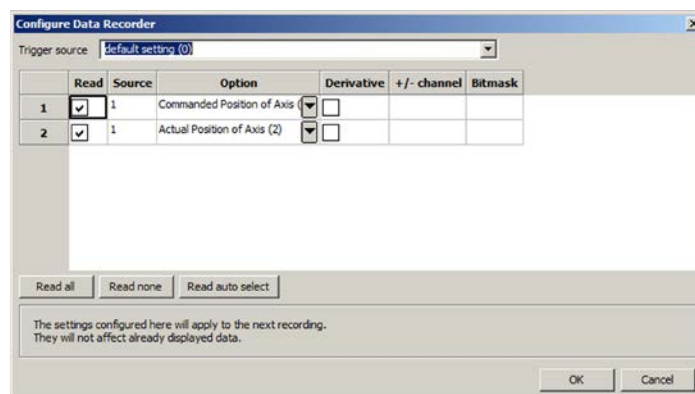 Configure Data Recorder
Trigger source default setting (0)
Read Source Option Derivative +/- channel Bitmask
1 1 Commanded Position of Axis (
2 1 Actual Position of Axis (2)
Read all Read none Read auto select
The settings configured here will apply to the next recording.
They will not affect already displayed data.
OK Cancel